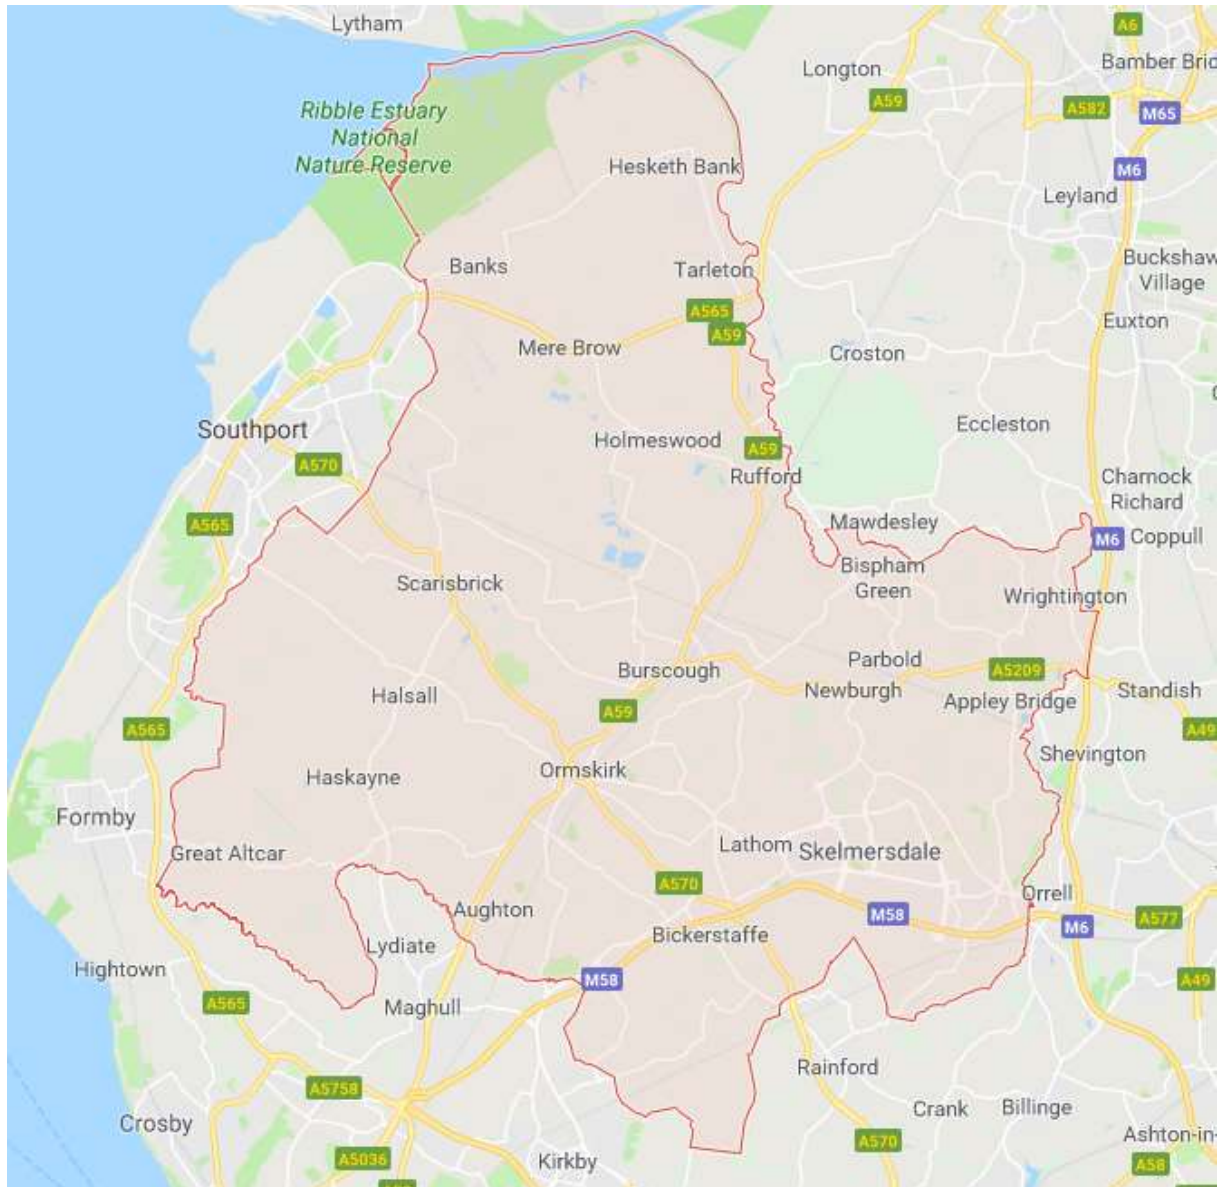 Lytham
A6
Longton
Bamber Brid
A59
A582
M65
Ribble Estuary
National
Nature Reserve
Hesketh Bank
M6
Leyland
Banks
Tarleton
Buckshaw
Village
A565
A59
Euxton
Mere Brow
Croston
Southport
Holmeswood
Eccleston
A59
A570
Rufford
Charnock
Richard
A565
Mawdesley
M6
Coppull
Scarisbrick
Bispham
Green
Wrightington
Burscough
Parbold
A5209
Halsall
Newburgh
Standish
Appley Bridge
A59
A565
A49
Shevington
Haskayne
Ormskirk
Formby
Great Altcar
Lathom
Skelmersdale
A570
Orrell
Aughton
M58
A577
M6
Lydiate
Bickerstaffe
Hightown
M58
A49
A565
Maghull
Rainford
A5758
Crosby
Crank
Billinge
A570
Ashton-in-
A5036
Kirkby
A58